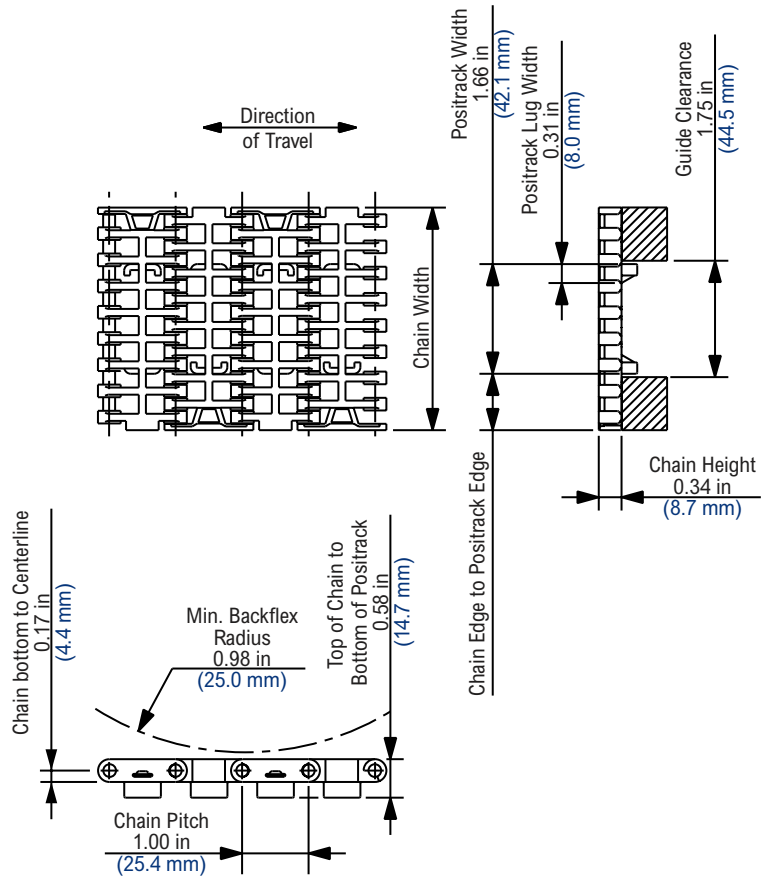 Direction
of Travel
Positrack Width
1.66 in
(42.1 mm)
Positrack Lug Width
0.31 in
(8.0 mm)
Guide Clearance
1.75 in
(44.5 mm)
Chain Width
Chain Height
0.34 in
(8.7 mm)
Chain Edge to Positrack Edge
Chain bottom to Centerline
0.17 in
(4.4 mm)
Min. Backflex
Radius
0.98 in
(25.0 mm)
Top of Chain to
Bottom of Positrack
0.58 in
(14.7 mm)
Chain Pitch
1.00 in
(25.4 mm)